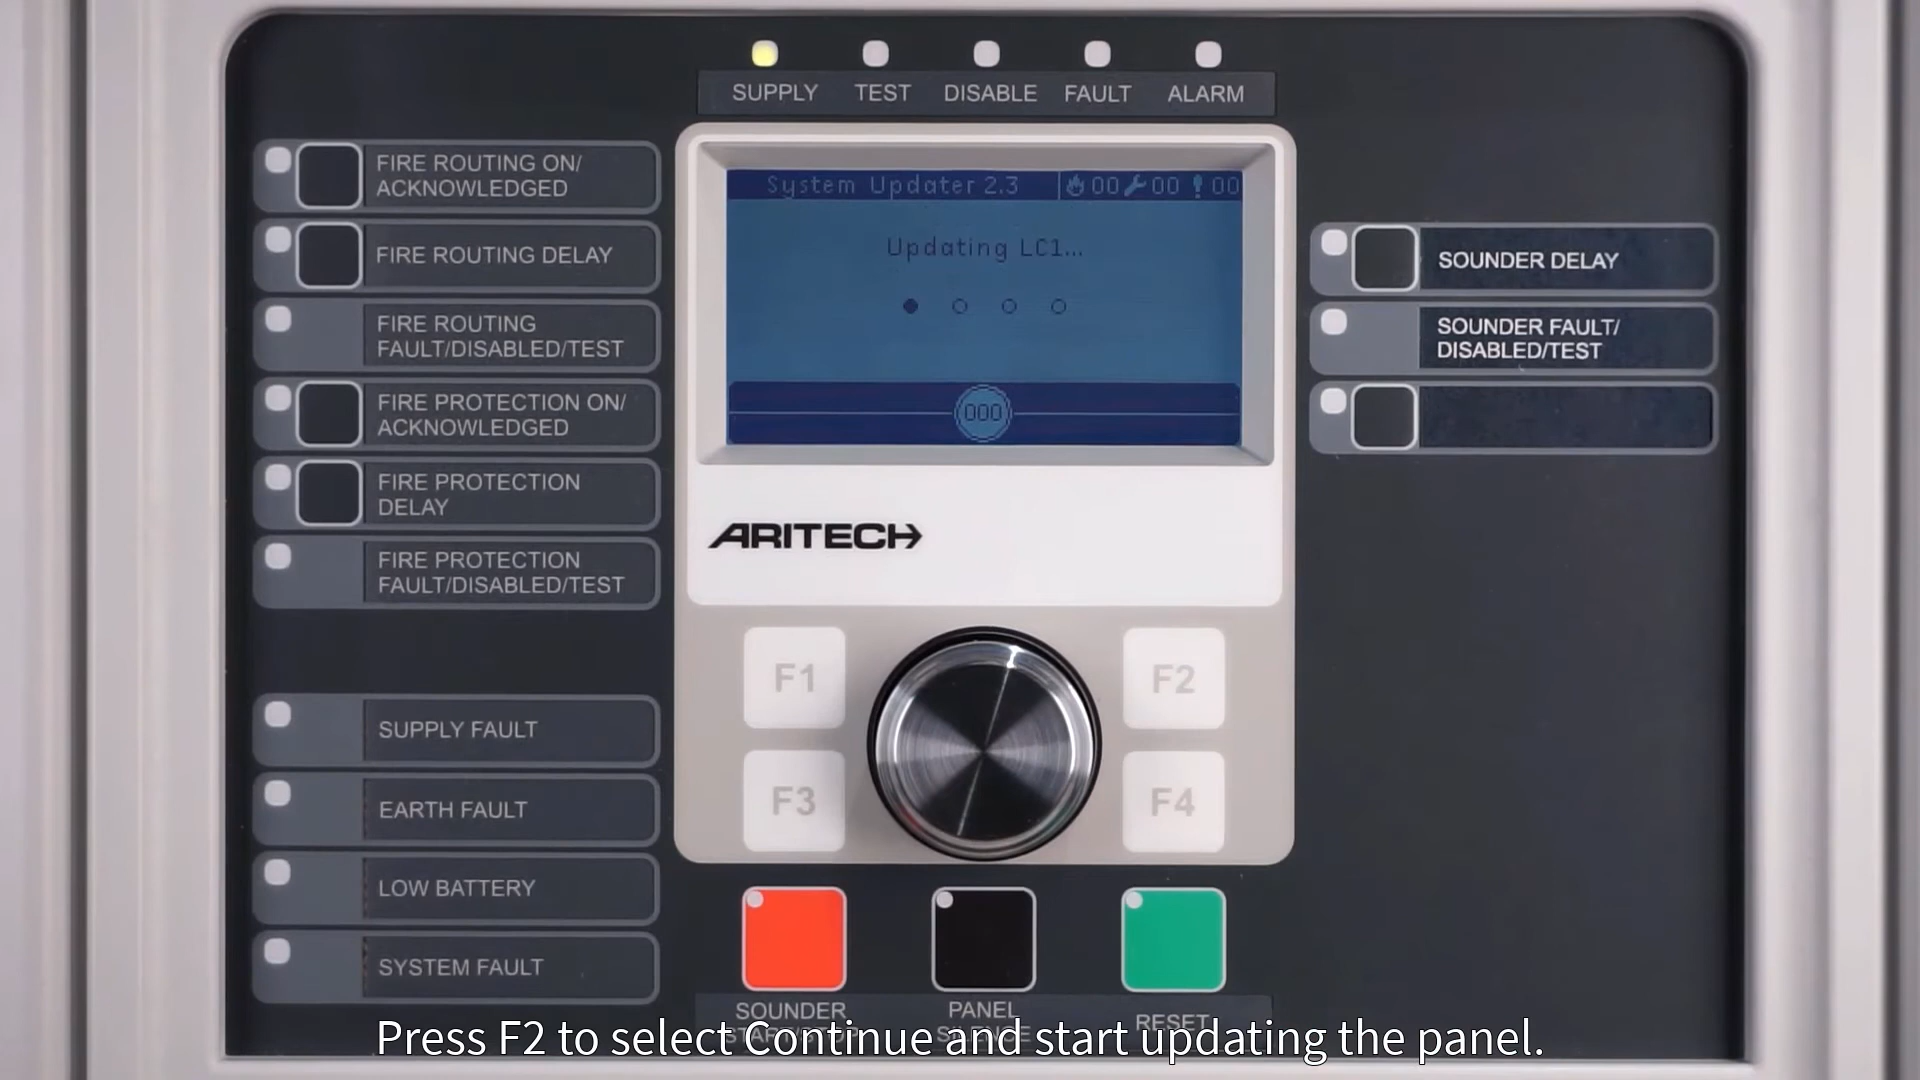 SUPPLY TEST DISABLE FAULT ALARM
FIRE ROUTING ON/
ACKNOWLEDGED
FIRE ROUTING DELAY
FIRE ROUTING
FAULT/DISABLED/TEST
FIRE PROTECTION ON/
ACKNOWLEDGED
FIRE PROTECTION
DELAY
FIRE PROTECTION
FAULT/DISABLED/TEST
SUPPLY FAULT
EARTH FAULT
LOW BATTERY
SYSTEM FAULT
System Updater 2.3 00 00 00
Updating LC1...
000
ARITECH
F1 F2
F3 F4
SOUNDER DELAY
SOUNDER FAULT/
DISABLED/TEST
SOUNDER
START/STOP
PANEL
SILENCE
RESET
Press F2 to select Continue and start updating the panel.